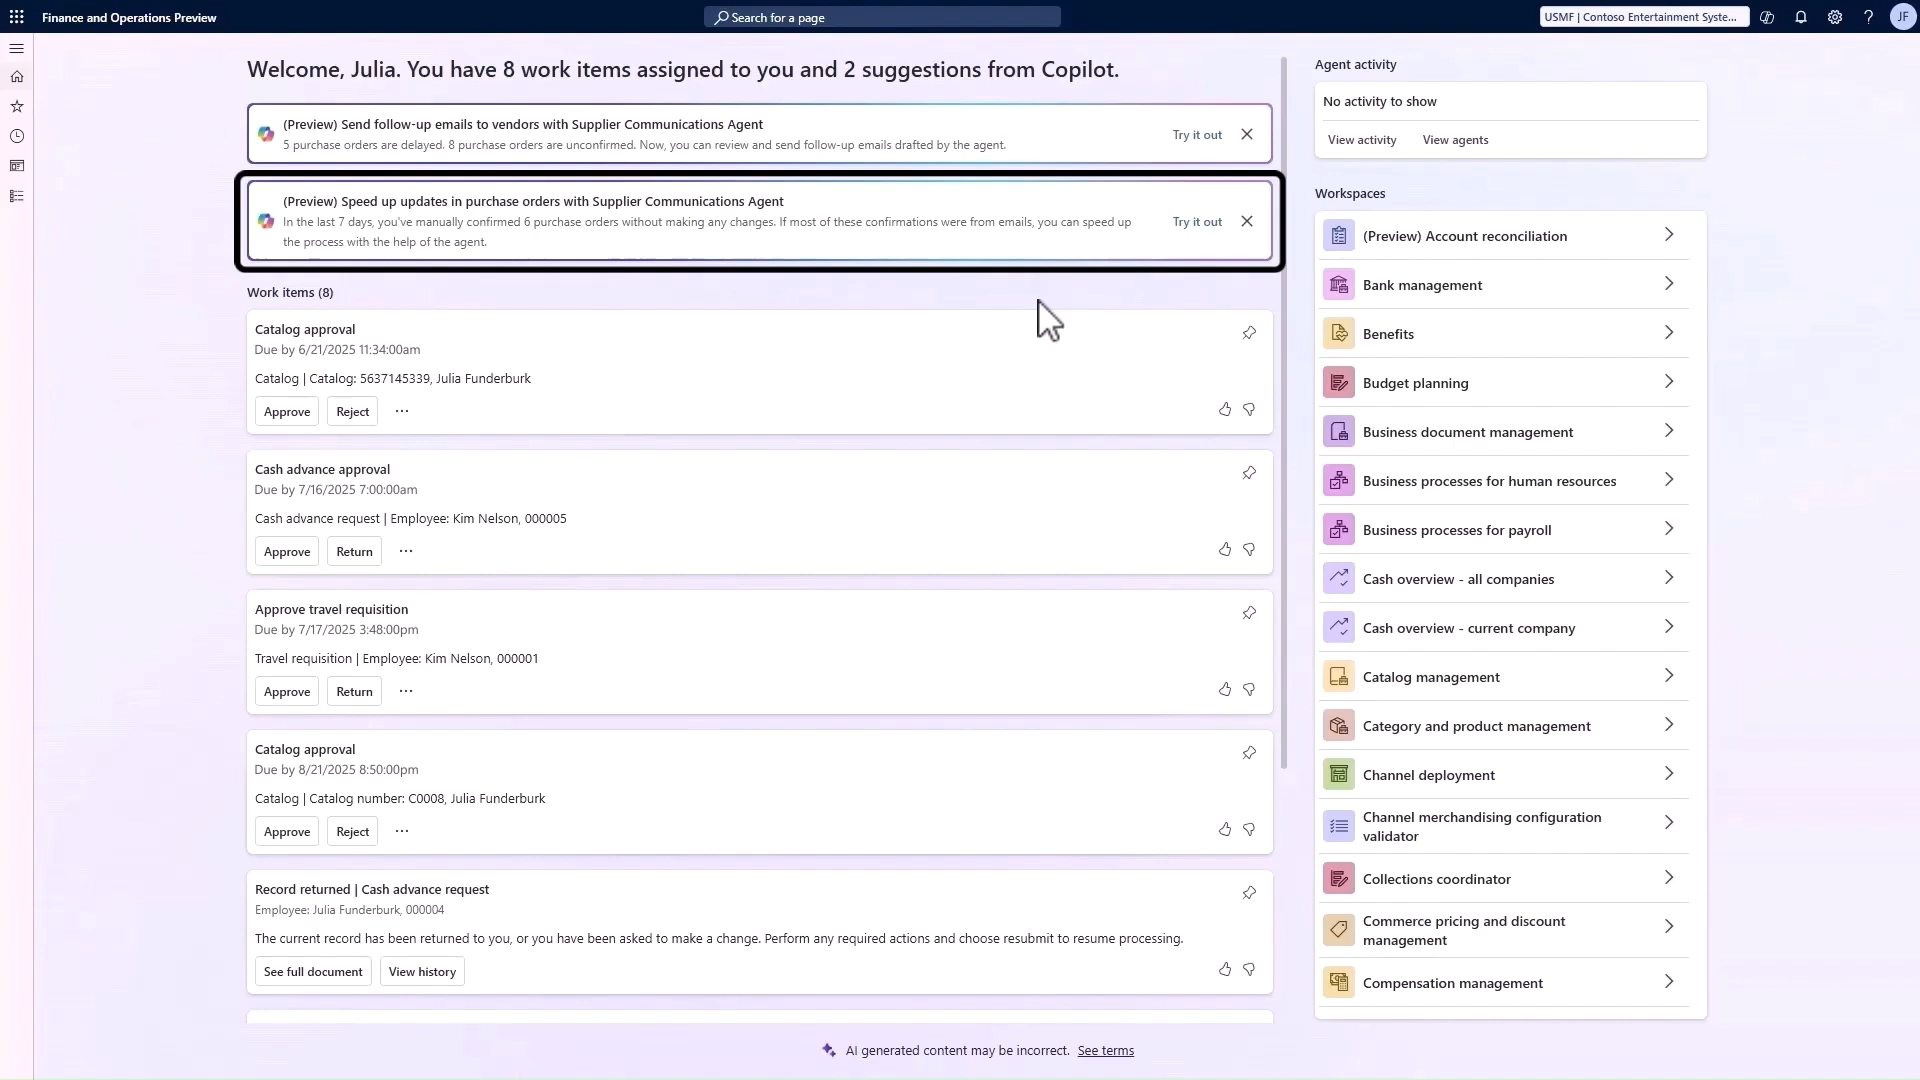 Finance and Operations Preview
Search for a page
USMF | Contoso Entertainment Syste...
JF
Welcome, Julia. You have 8 work items assigned to you and 2 suggestions from Copilot.
(Preview) Send follow-up emails to vendors with Supplier Communications Agent
5 purchase orders are delayed. 8 purchase orders are unconfirmed. Now, you can review and send follow-up emails drafted by the agent.
Try it out
(Preview) Speed up updates in purchase orders with Supplier Communications Agent
In the last 7 days, you've manually confirmed 6 purchase orders without making any changes. If most of these confirmations were from emails, you can speed up
the process with the help of the agent.
Try it out
Work items (8)
Catalog approval
Due by 6/21/2025 11:34:00am
Catalog | Catalog: 5637145339, Julia Funderburk
Approve
Reject
Cash advance approval
Due by 7/16/2025 7:00:00am
Cash advance request | Employee: Kim Nelson, 000005
Approve
Return
Approve travel requisition
Due by 7/17/2025 3:48:00pm
Travel requisition | Employee: Kim Nelson, 000001
Approve
Return
Catalog approval
Due by 8/21/2025 8:50:00pm
Catalog | Catalog number: C0008, Julia Funderburk
Approve
Reject
Record returned | Cash advance request
Employee: Julia Funderburk, 000004
The current record has been returned to you, or you have been asked to make a change. Perform any required actions and choose resubmit to resume processing.
See full document
View history
Agent activity
No activity to show
View activity
View agents
Workspaces
(Preview) Account reconciliation
Bank management
Benefits
Budget planning
Business document management
Business processes for human resources
Business processes for payroll
Cash overview - all companies
Cash overview - current company
Catalog management
Category and product management
Channel deployment
Channel merchandising configuration
validator
Collections coordinator
Commerce pricing and discount
management
Compensation management
AI generated content may be incorrect. See terms